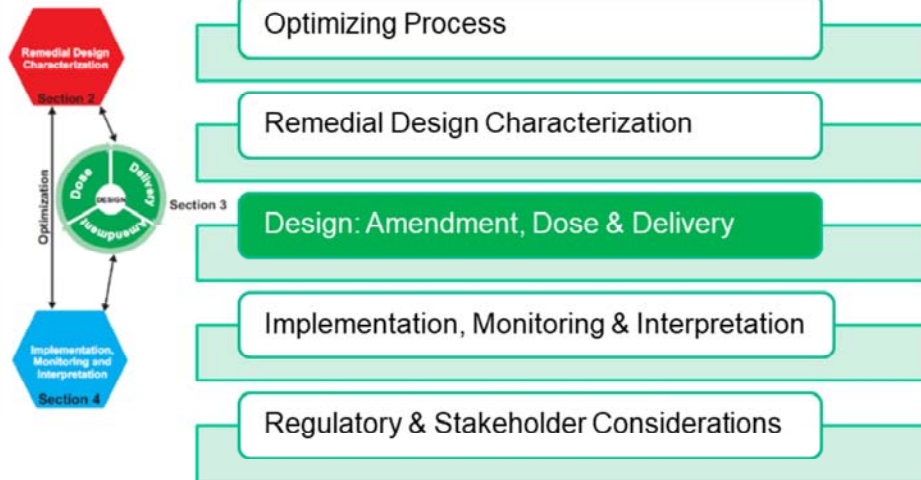 Remedial Design
Characterization
Section 2
Optimization
Dose
Delivery
DESIGN
Amendment
Section 3
Implementation,
Monitoring and
Interpretation
Section 4
Optimizing Process
Remedial Design Characterization
Design: Amendment, Dose & Delivery
Implementation, Monitoring & Interpretation
Regulatory & Stakeholder Considerations